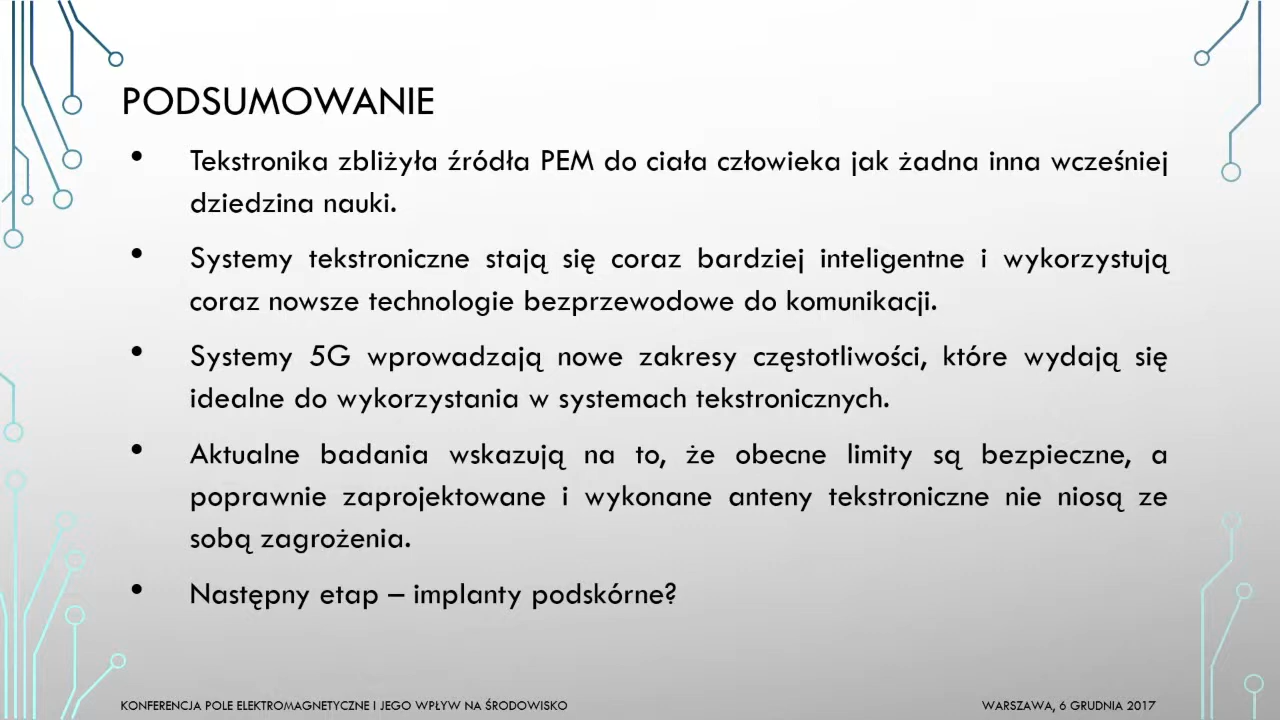 PODSUMOWANIE
• Tekstronika zbliżyła źródła PEM do ciała człowieka jak żadna inna wcześniej
dziedzina nauki.
• Systemy tekstroniczne stają się coraz bardziej inteligentne i wykorzystują
coraz nowsze technologie bezprzewodowe do komunikacji.
• Systemy 5G wprowadzają nowe zakresy częstotliwości, które wydają się
idealne do wykorzystania w systemach tekstronicznych.
• Aktualne badania wskazują na to, że obecne limity są bezpieczne, a
poprawnie zaprojektowane i wykonane anteny tekstroniczne nie niosą ze
sobą zagrożenia.
• Następny etap – implanty podskórne?
KONFERENCJA POLE ELEKTROMAGNETYCZNE I JEGO WPŁYW NA ŚRODOWISKO
WARSZAWA, 6 GRUDNIA 2017